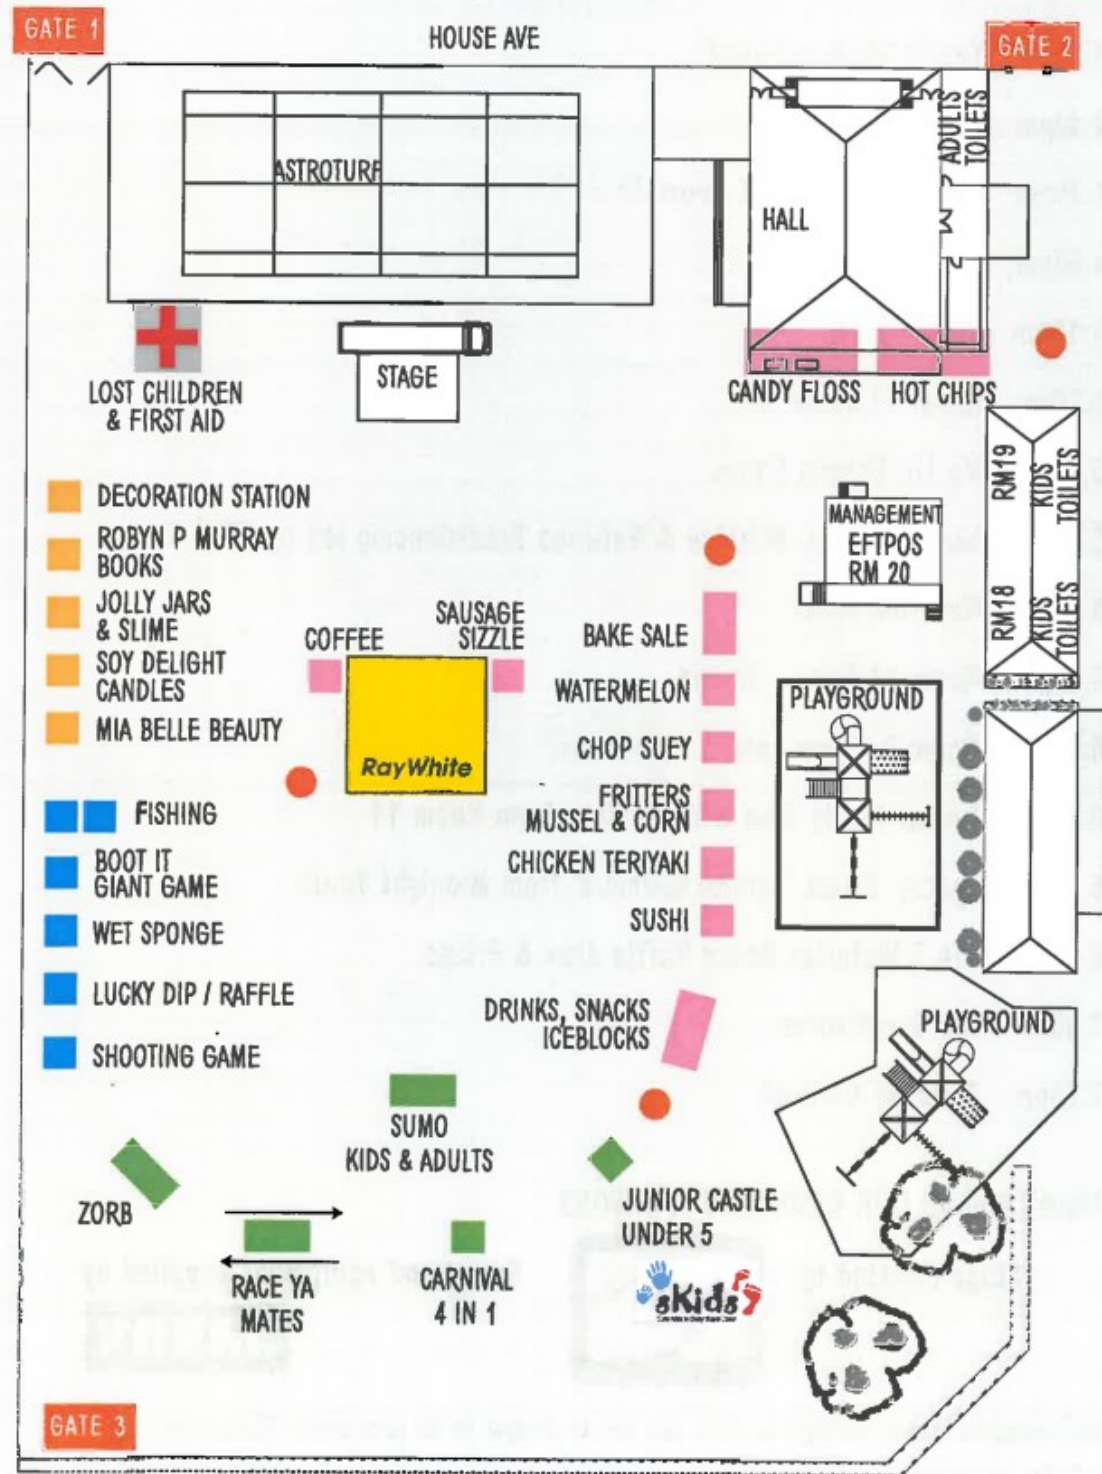 GATE 1
HOUSE AVE
GATE 2
ASTROTURF
HALL
ADULTS
TOILETS
LOST CHILDREN
& FIRST AID
STAGE
CANDY FLOSS
HOT CHIPS
RM19
KIDS
TOILETS
RM18
KIDS
TOILETS
MANAGEMENT
EFTPOS
RM 20
DECORATION STATION
ROBYN P MURRAY
BOOKS
JOLLY JARS
& SLIME
SOY DELIGHT
CANDLES
MIA BELLE BEAUTY
COFFEE
SAUSAGE
SIZZLE
RayWhite
BAKE SALE
WATERMELON
CHOP SUEY
FRITTERS
MUSSEL & CORN
CHICKEN TERIYAKI
SUSHI
PLAYGROUND
FISHING
BOOT IT
GIANT GAME
WET SPONGE
LUCKY DIP / RAFFLE
SHOOTING GAME
DRINKS, SNACKS
ICEBLOCKS
PLAYGROUND
SUMO
KIDS & ADULTS
ZORB
RACE YA
MATES
CARNIVAL
4 IN 1
JUNIOR CASTLE
UNDER 5
sKids
GATE 3